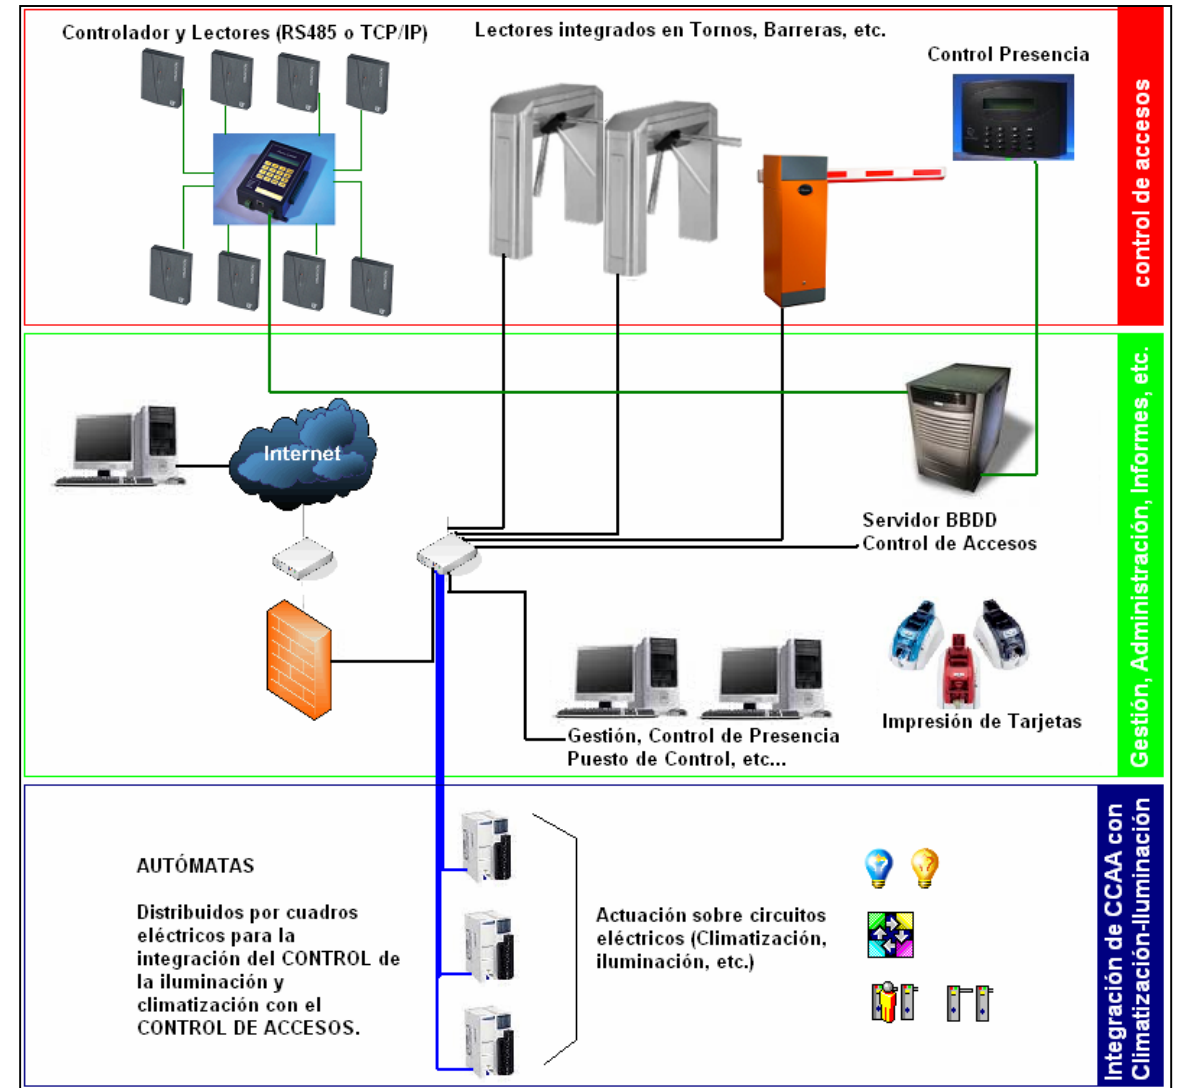 Controlador y Lectores (RS485 o TCP/IP)
Lectores integrados en Tornos, Barreras, etc.
Control Presencia
control de accesos
Internet
Servidor BBDD
Control de Accesos
Impresión de Tarjetas
Gestión, Control de Presencia
Puesto de Control, etc...
Gestión, Administración, Informes, etc.
AUTÓMATAS
Distribuidos por cuadros
eléctricos para la
integración del CONTROL de
la iluminación y
climatización con el
CONTROL DE ACCESOS.
Actuación sobre circuitos
eléctricos (Climatización,
iluminación, etc.)
Integración de CCAA con
Climatización-Iluminación